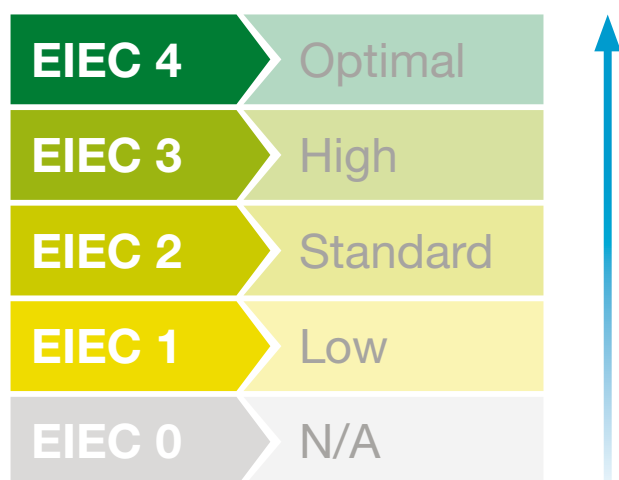 EIEC 4 Optimal
EIEC 3 High
EIEC 2 Standard
EIEC 1 Low
EIEC 0 N/A